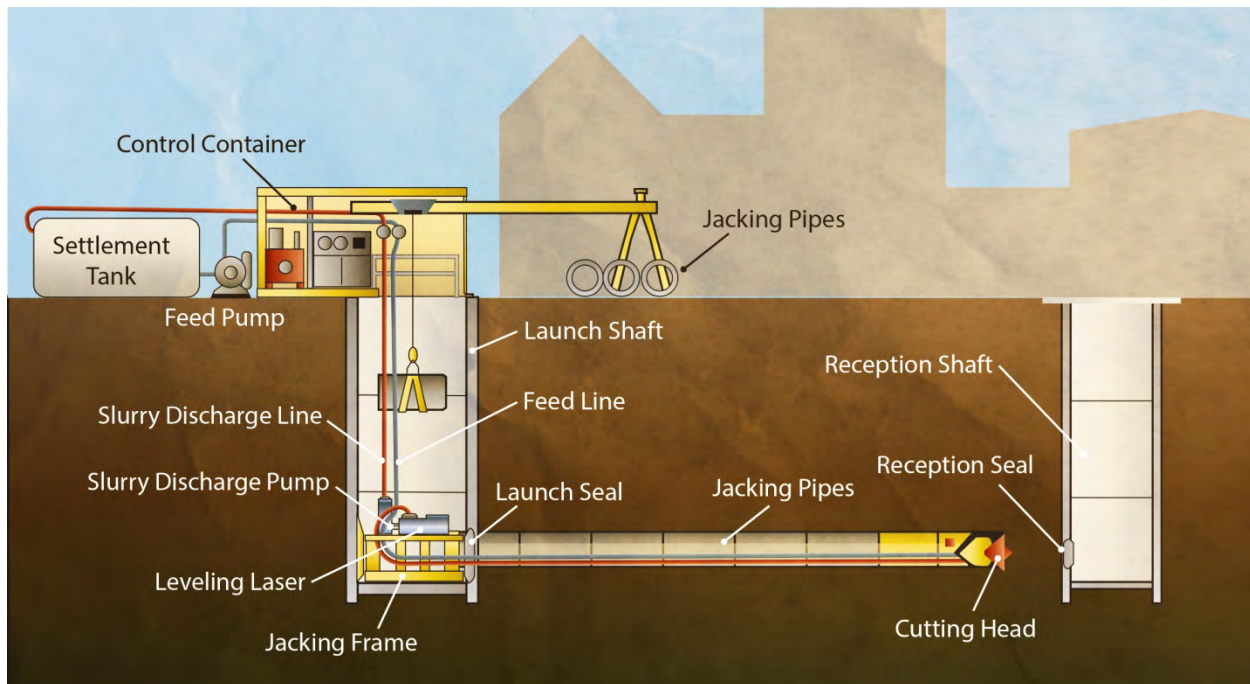 Control Container
Jacking Pipes
Settlement
Tank
Feed Pump
Launch Shaft
Reception Shaft
Slurry Discharge Line
Feed Line
Reception Seal
Slurry Discharge Pump
Launch Seal
Jacking Pipes
Leveling Laser
Cutting Head
Jacking Frame